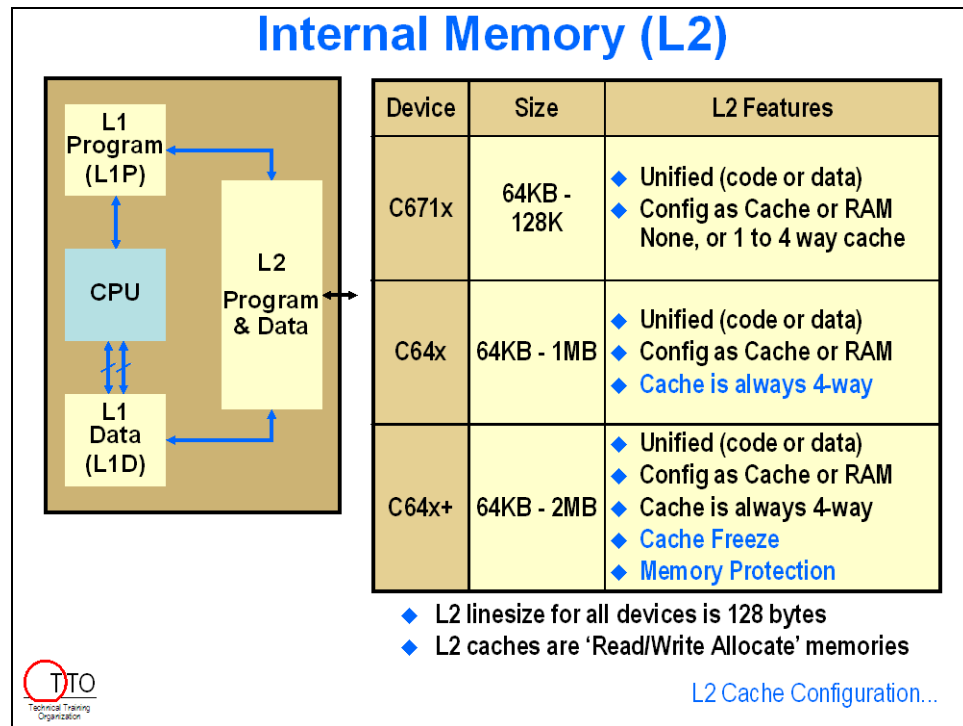 Internal Memory (L2)
L1
Program
(L1P)
CPU
L1
Data
(L1D)
L2
Program
& Data
Device
Size
L2 Features
C671x
64KB -
128K
Unified (code or data)
Config as Cache or RAM
None, or 1 to 4 way cache
C64x
64KB - 1MB
Unified (code or data)
Config as Cache or RAM
Cache is always 4-way
C64x+
64KB - 2MB
Unified (code or data)
Config as Cache or RAM
Cache is always 4-way
Cache Freeze
Memory Protection
L2 linesize for all devices is 128 bytes
L2 caches are ‘Read/Write Allocate’ memories
TTO
Technical Training
Organization
L2 Cache Configuration...